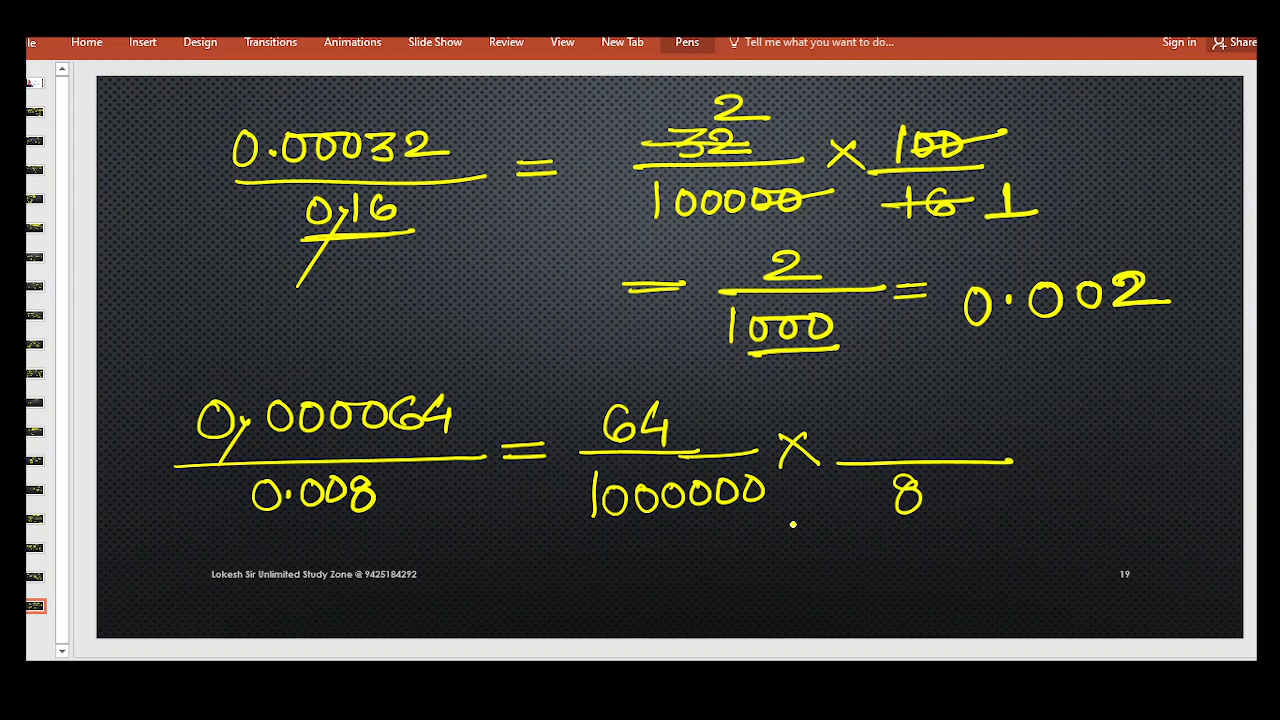 le Home Insert Design Transitions Animations Slide Show Review View New Tab Pens Tell me what you want to do... Sign in Share
0.00032 / 0.16 = 32 2 / 100000 × 100 / 16 1
= 2 / 1000 = 0.002
0.000064 / 0.008 = 64 / 1000000 × / 8
Lokesh Sir Unlimited Study Zone @ 9425184292 19